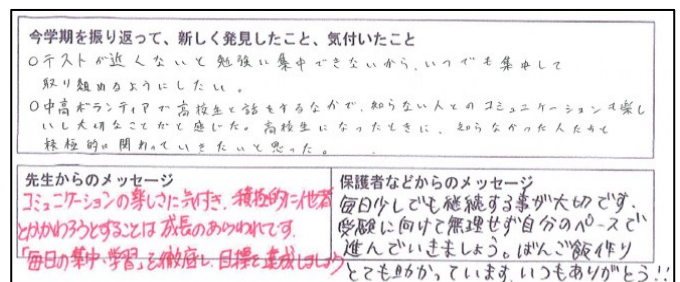 今学期を振り返って、新しく発見したこと、気付いたこと
○テストが近くないと勉強に集中できないから、いつでも集中して
取り組めるようにしたい。
○中高ボランティアで高校生と話をするなかで、知らない人とのコミュニケーションも楽し
いし大切なことだと感じた。高校生になったときに、知らなかった人たちと
積極的に関わっていきたいと思った。
先生からのメッセージ
コミュニケーションの楽しさに気付き、積極的に他者
とかかわろうとすることは成長のあらわれです。
「毎日の集中学習」を徹底し、目標を達成しましょう
保護者などからのメッセージ
毎日少しでも継続する事が大切です。
受験に向けて無理せず自分のペースで
進んでいきましょう。ばんご飯作り
とても助かっています。いつもありがとう!!